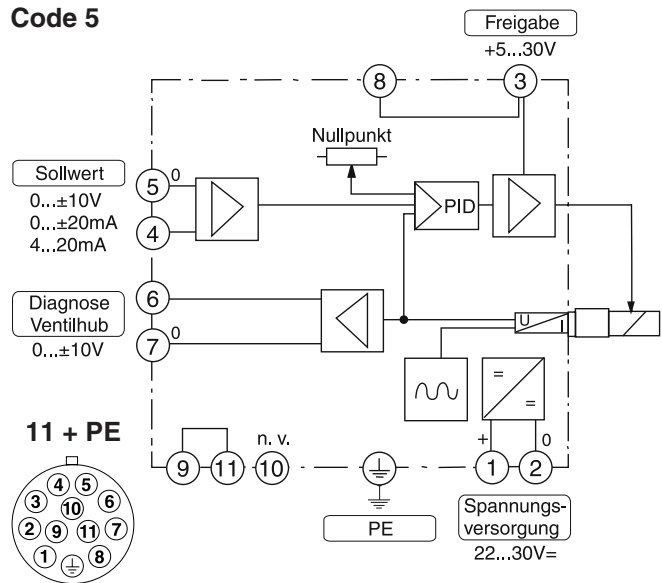 Code 5
Freigabe
+5...30V
8
3
Nullpunkt
Sollwert
0...±10V
0...±20mA
4...20mA
5
0
4
PID
Diagnose
Ventilhub
0...±10V
6
7
0
U
I
=
=
+
0
11 + PE
n. v.
9
11
10
1
2
PE
Spannungs-
versorgung
22...30V=
4
5
3
10
6
2
9
11
7
1
8